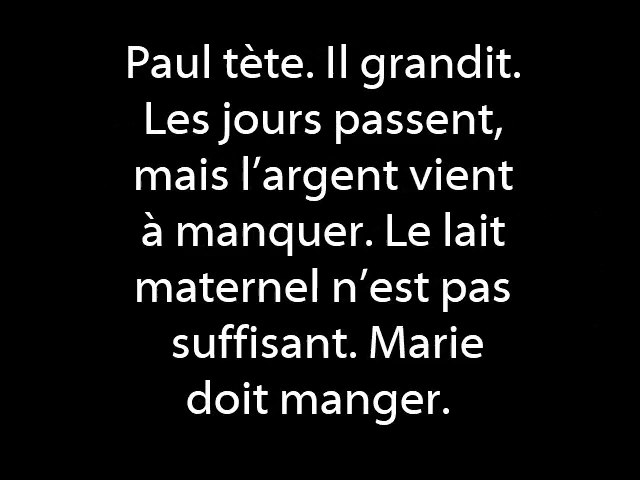 Paul tète. Il grandit.
Les jours passent,
mais l’argent vient
à manquer. Le lait
maternel n’est pas
suffisant. Marie
doit manger.